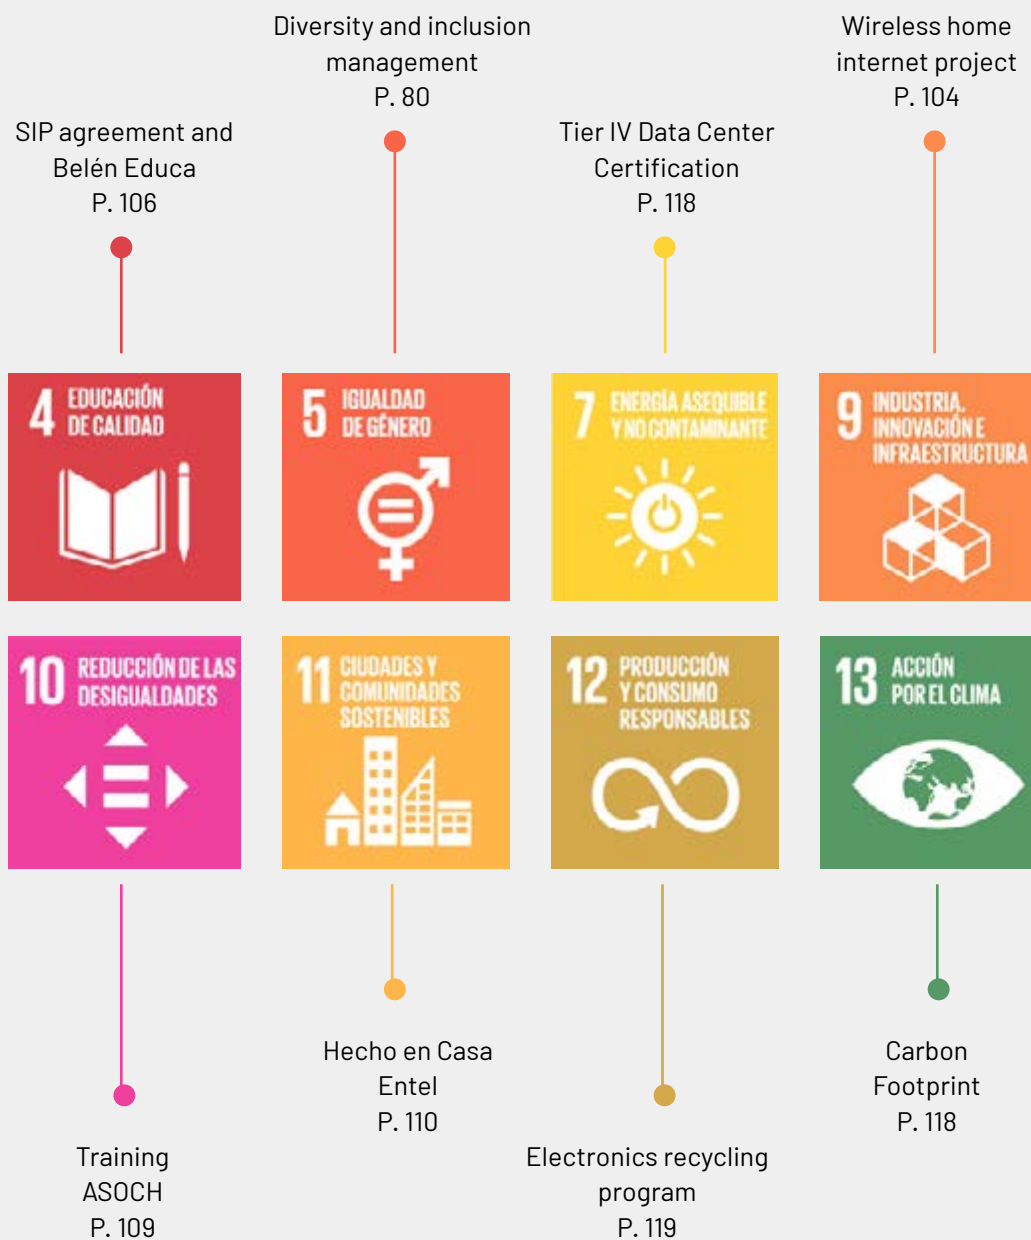 SIP agreement and
Belén Educa
P. 106
Diversity and inclusion
management
P. 80
Tier IV Data Center
Certification
P. 118
Wireless home
internet project
P. 104
4 EDUCACIÓN
DE CALIDAD
5 IGUALDAD
DE GÉNERO
7 ENERGÍA ASEQUIBLE
Y NO CONTAMINANTE
9 INDUSTRIA,
INNOVACIÓN E
INFRAESTRUCTURA
10 REDUCCIÓN DE LAS
DESIGUALDADES
11 CIUDADES Y
COMUNIDADES
SOSTENIBLES
12 PRODUCCIÓN
Y CONSUMO
RESPONSABLES
13 ACCIÓN
POR EL CLIMA
Training
ASOCH
P. 109
Hecho en Casa
Entel
P. 110
Electronics recycling
program
P. 119
Carbon
Footprint
P. 118